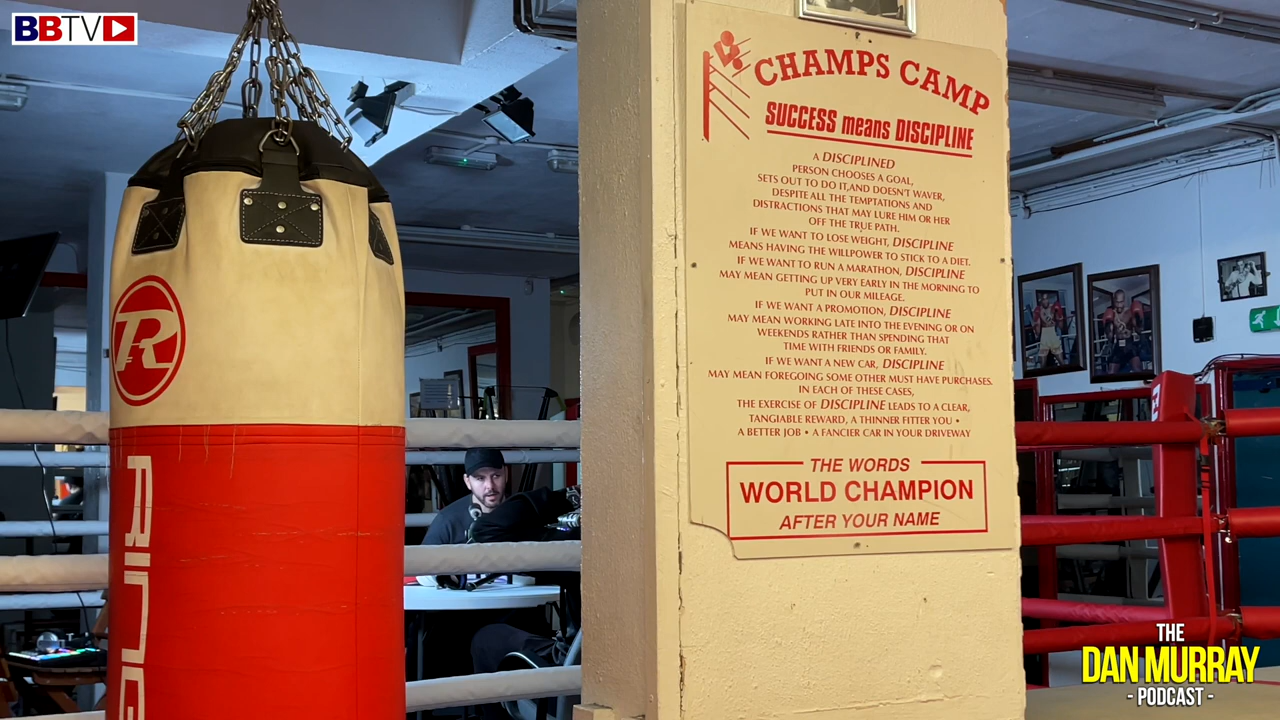 BBTV
CHAMPS CAMP
SUCCESS means DISCIPLINE
A DISCIPLINED
PERSON CHOOSES A GOAL,
SETS OUT TO DO IT,AND DOESN'T WAVER,
DESPITE ALL THE TEMPTATIONS AND
DISTRACTIONS THAT MAY LURE HIM OR HER
OFF THE TRUE PATH.
IF WE WANT TO LOSE WEIGHT, DISCIPLINE
MEANS HAVING THE WILLPOWER TO STICK TO A DIET.
IF WE WANT TO RUN A MARATHON, DISCIPLINE
MAY MEAN GETTING UP VERY EARLY IN THE MORNING TO
PUT IN OUR MILEAGE.
IF WE WANT A PROMOTION, DISCIPLINE
MAY MEAN WORKING LATE INTO THE EVENING OR ON
WEEKENDS RATHER THAN SPENDING THAT
TIME WITH FRIENDS OR FAMILY.
IF WE WANT A NEW CAR, DISCIPLINE
MAY MEAN FOREGOING SOME OTHER MUST HAVE PURCHASES.
IN EACH OF THESE CASES,
THE EXERCISE OF DISCIPLINE LEADS TO A CLEAR,
TANGIABLE REWARD, A THINNER FITTER YOU •
A BETTER JOB • A FANCIER CAR IN YOUR DRIVEWAY
THE WORDS
WORLD CHAMPION
AFTER YOUR NAME
R
RING
THE
DAN MURRAY
- PODCAST -